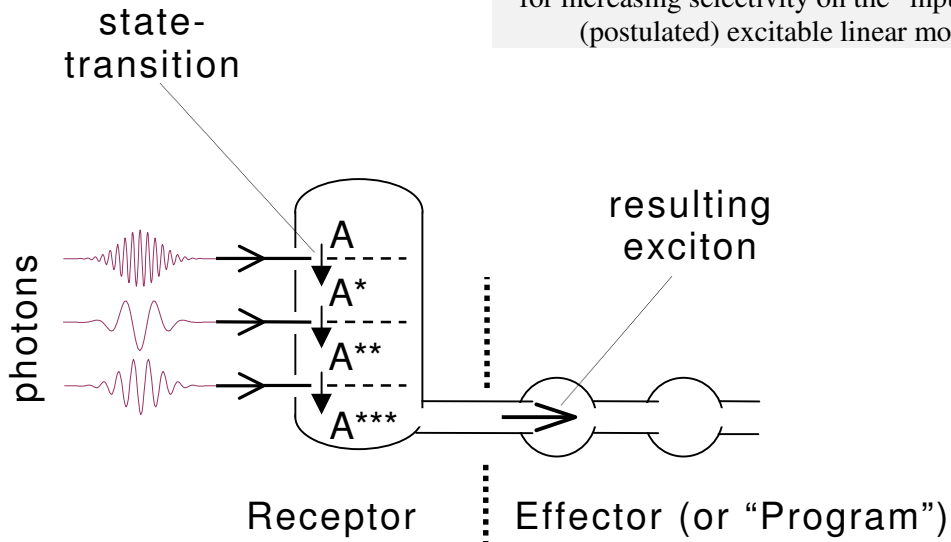 for increasing selectivity on the "inpu
(postulated) excitable linear mo
state-
transition
resulting
exciton
photons
A
A*
A**
A***
Receptor
Effector (or “Program”)